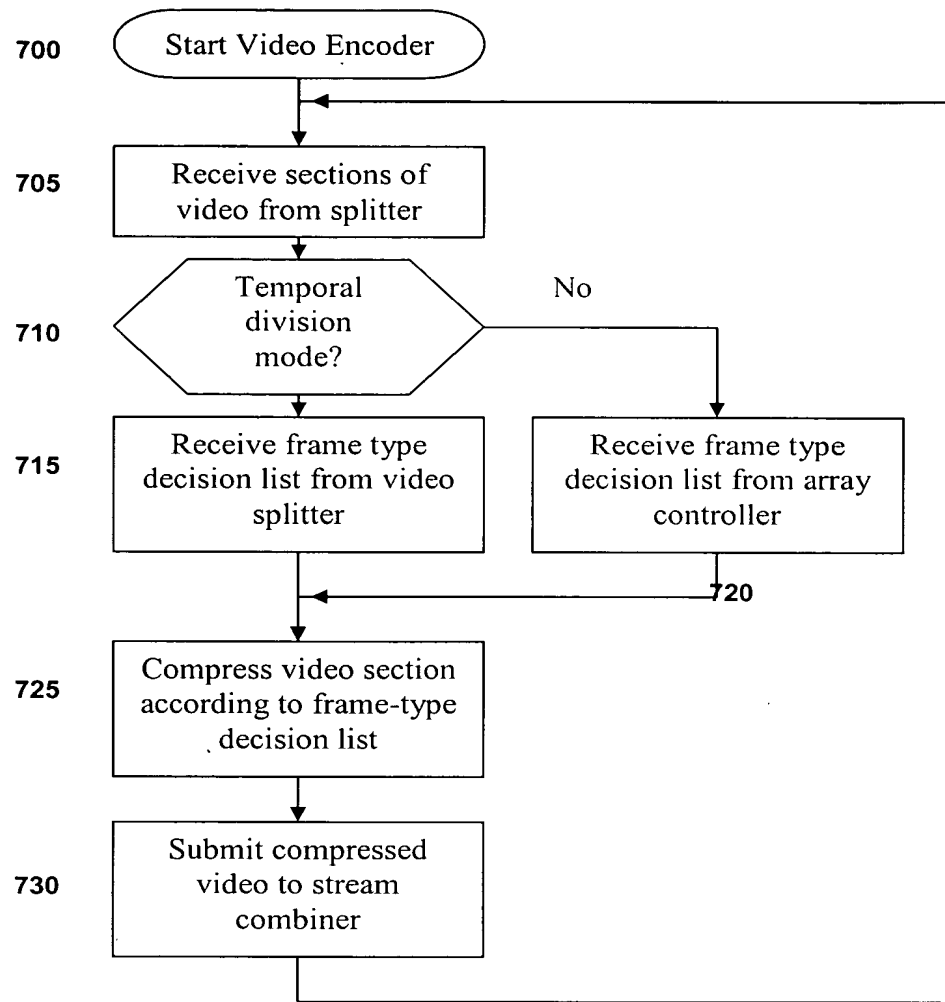 700
Start Video Encoder
705
Receive sections of
video from splitter
710
Temporal
division
mode?
No
715
Receive frame type
decision list from video
splitter
Receive frame type
decision list from array
controller
720
725
Compress video section
according to frame-type
decision list
730
Submit compressed
video to stream
combiner